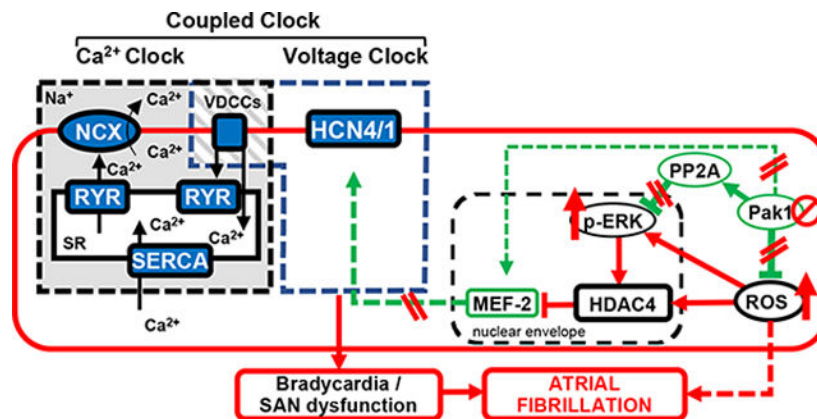 Coupled Clock
Ca²⁺ Clock
Voltage Clock
Na⁺
Ca²⁺
VDCCs
NCX
Ca²⁺
HCN4/1
Ca²⁺
RYR
RYR
PP2A
Pak1
p-ERK
Ca²⁺
SR
Ca²⁺
SERCA
MEF-2
HDAC4
ROS
nuclear envelope
Ca²⁺
Bradycardia /
SAN dysfunction
ATRIAL
FIBRILLATION